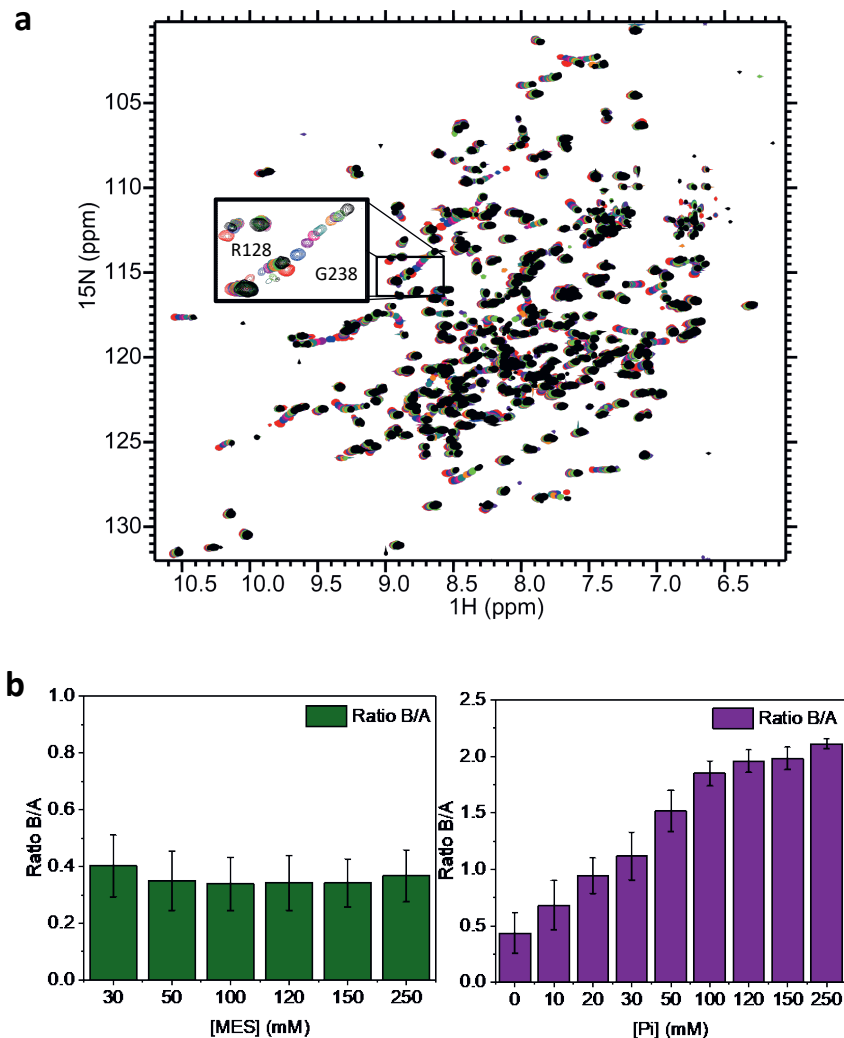 a
105
110
115
120
125
130
15N (ppm)
R128
G238
10.5 10.0 9.5 9.0 8.5 8.0 7.5 7.0 6.5
1H (ppm)
b
1.0
0.8
0.6
0.4
0.2
0.0
Ratio B/A
Ratio B/A
30 50 100 120 150 250
[MES] (mM)
2.5
2.0
1.5
1.0
0.5
0.0
Ratio B/A
Ratio B/A
0 10 20 30 50 100 120 150 250
[Pi] (mM)